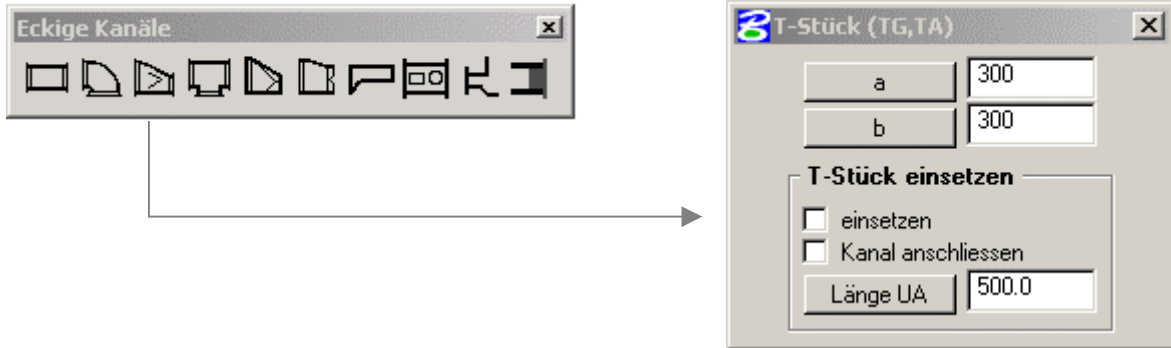 Eckige Kanäle
T-Stück (TG,TA)
a 300
b 300
T-Stück einsetzen
einsetzen
Kanal anschliessen
Länge UA 500.0